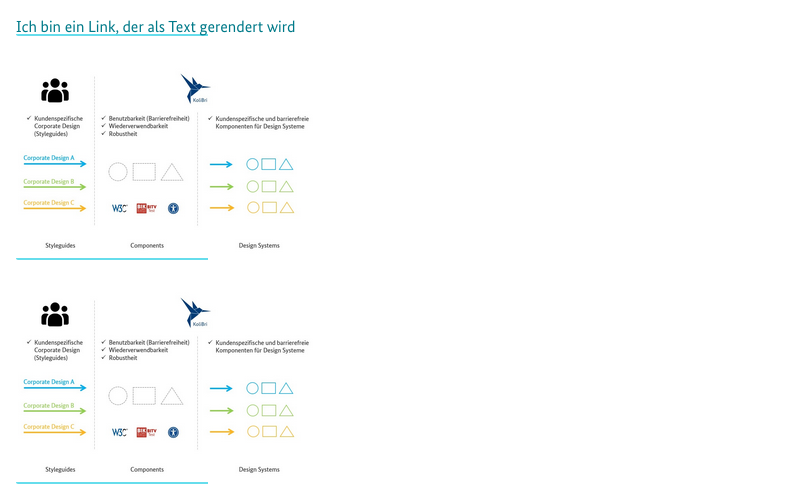 Ich bin ein Link, der als Text gerendert wird
KoliBri
✓ Kundenspezifische
Corporate Design
(Styleguides)
✓ Benutzbarkeit (Barrierefreiheit)
✓ Wiederverwendbarkeit
✓ Robustheit
✓ Kundenspezifische und barrierefreie
Komponenten für Design Systeme
Corporate Design A
Corporate Design B
Corporate Design C
W3C BIK BITV
Styleguides Components Design Systems
KoliBri
✓ Kundenspezifische
Corporate Design
(Styleguides)
✓ Benutzbarkeit (Barrierefreiheit)
✓ Wiederverwendbarkeit
✓ Robustheit
✓ Kundenspezifische und barrierefreie
Komponenten für Design Systeme
Corporate Design A
Corporate Design B
Corporate Design C
W3C BIK BITV
Styleguides Components Design Systems